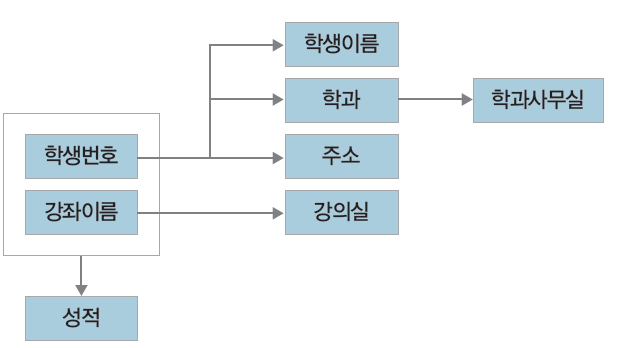 학생이름
학과
학과사무실
학생번호
주소
강좌이름
강의실
성적